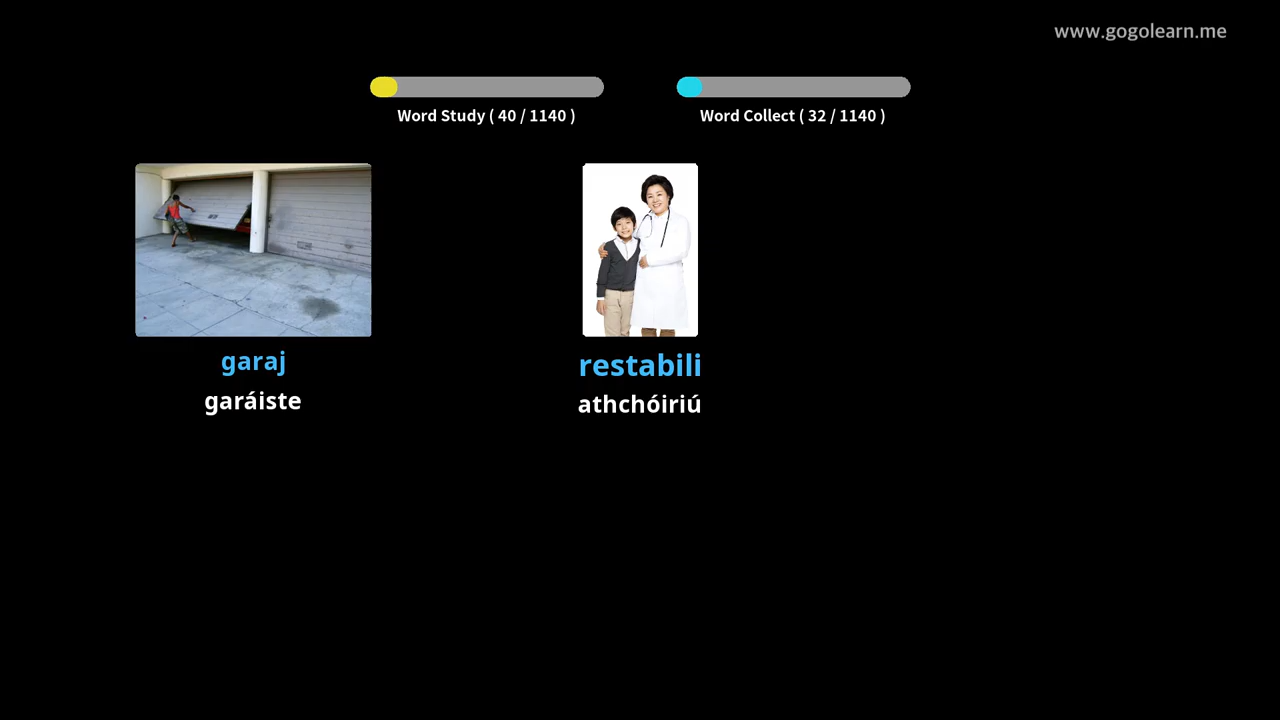 www.gogolearn.me
Word Study ( 40 / 1140 )
Word Collect ( 32 / 1140 )
garaj
garáiste
restabili
athchóiriú